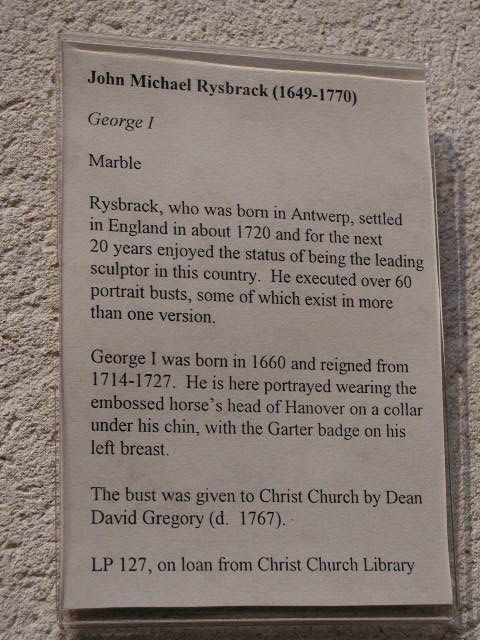 John Michael Rysbrack (1649-1770)
George I
Marble
Rysbrack, who was born in Antwerp, settled
in England in about 1720 and for the next
20 years enjoyed the status of being the leading
sculptor in this country.  He executed over 60
portrait busts, some of which exist in more
than one version.
George I was born in 1660 and reigned from
1714-1727.  He is here portrayed wearing the
embossed horse's head of Hanover on a collar
under his chin, with the Garter badge on his
left breast.
The bust was given to Christ Church by Dean
David Gregory (d.  1767).
LP 127, on loan from Christ Church Library